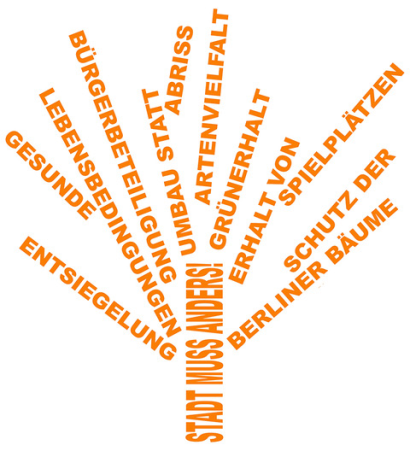 ENTSIEGELUNG
GESUNDE
LEBENSBEDINGUNGEN
BÜRGERBETEILIGUNG
UMBAU STATT
ABRISS
ARTENVIELFALT
GRÜNERHALT
ERHALT VON
SPIELPLÄTZEN
SCHUTZ DER
BERLINER BÄUME
STADT MUSS ANDERS!